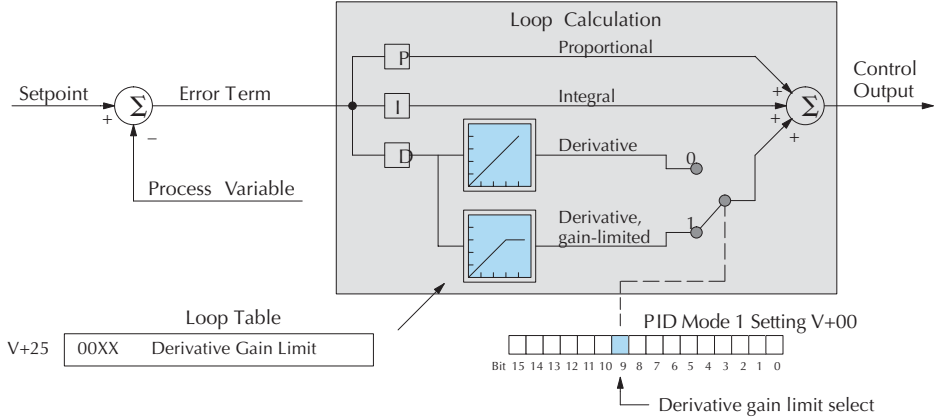 Loop Calculation
P
Proportional
Setpoint
Error Term
Control
Output
+
Σ
I
Integral
+
+
Σ
−
+
D
Derivative
0
Process Variable
Derivative,
gain-limited
1
Loop Table
PID Mode 1 Setting V+00
V+25 00XX Derivative Gain Limit
Bit 15 14 13 12 11 10 9 8 7 6 5 4 3 2 1 0
Derivative gain limit select